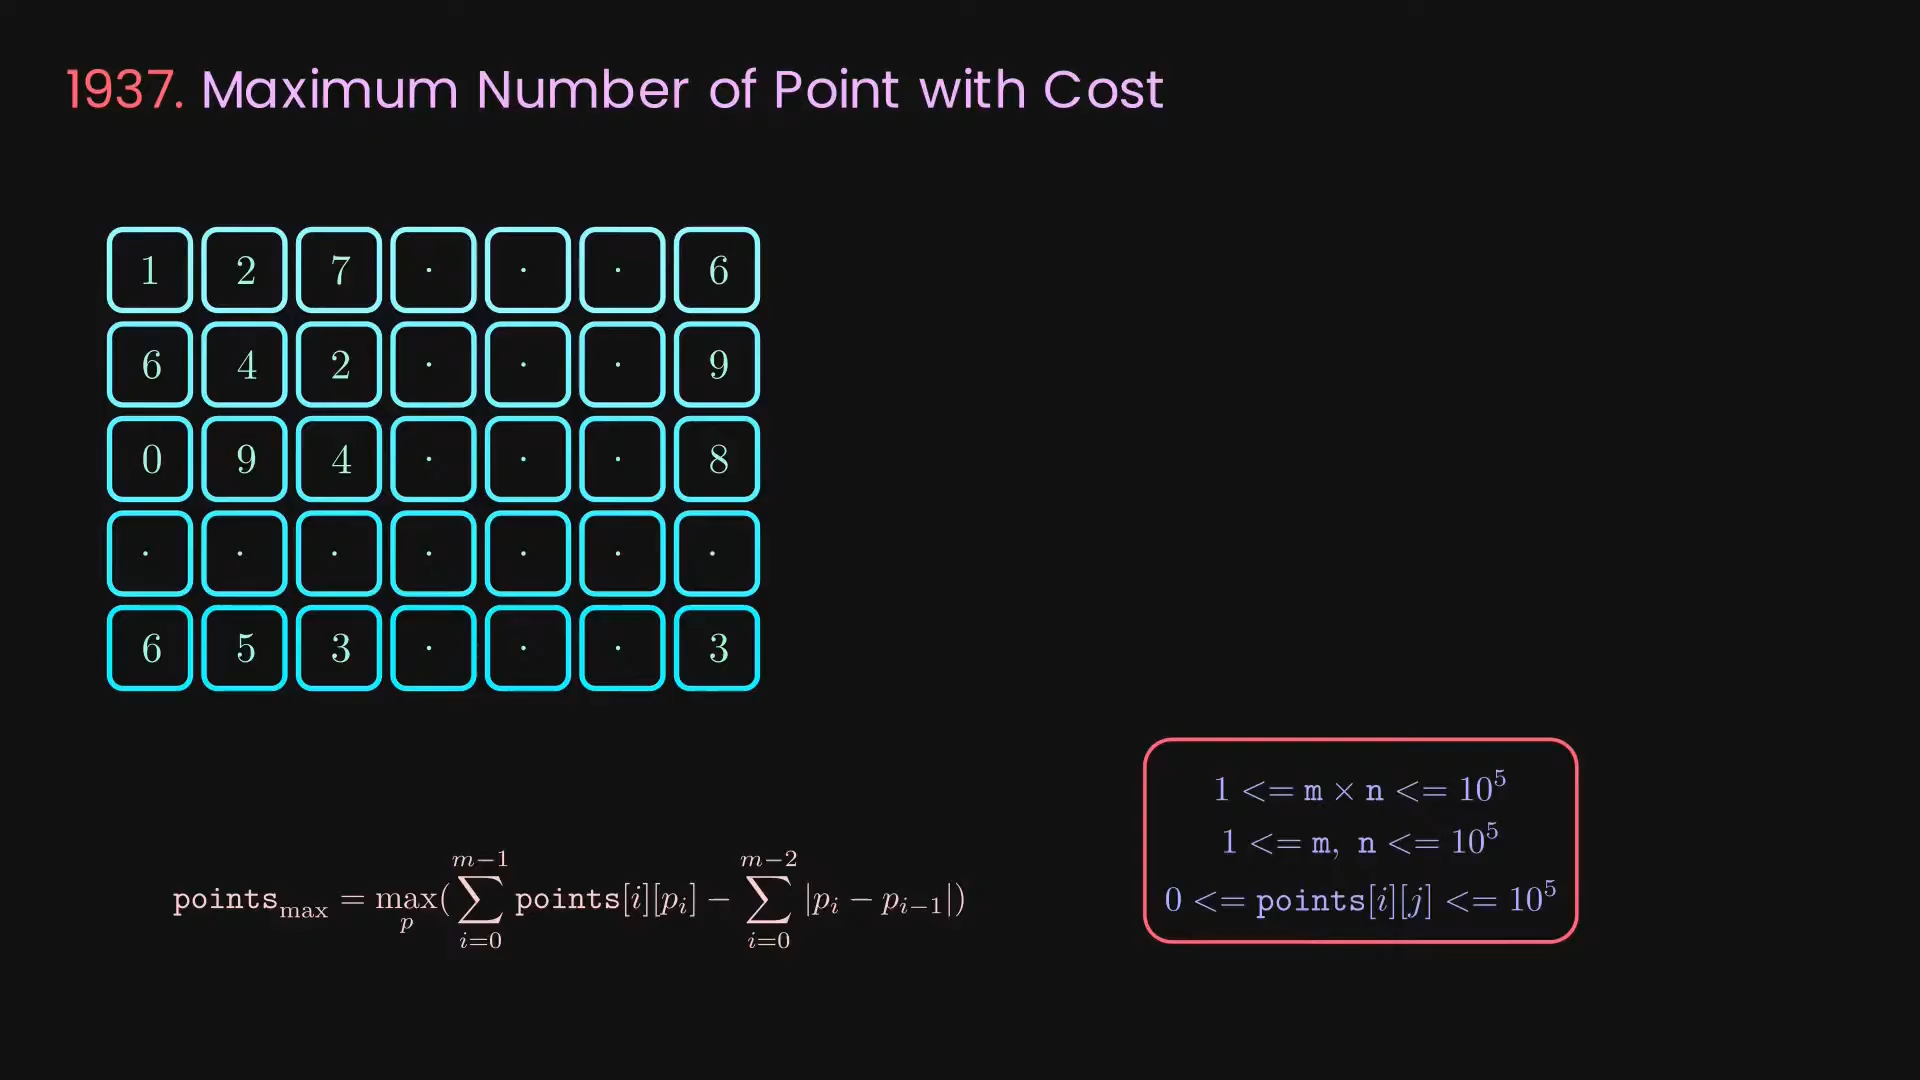 1937. Maximum Number of Point with Cost
1 2 7 · · · 6
6 4 2 · · · 9
0 9 4 · · · 8
· · · · · · ·
6 5 3 · · · 3
1 <= m × n <= 10^5
1 <= m, n <= 10^5
0 <= points[i][j] <= 10^5
points_max = max_p(∑_{i=0}^{m−1} points[i][p_i] − ∑_{i=0}^{m−2} |p_i − p_{i−1}|)